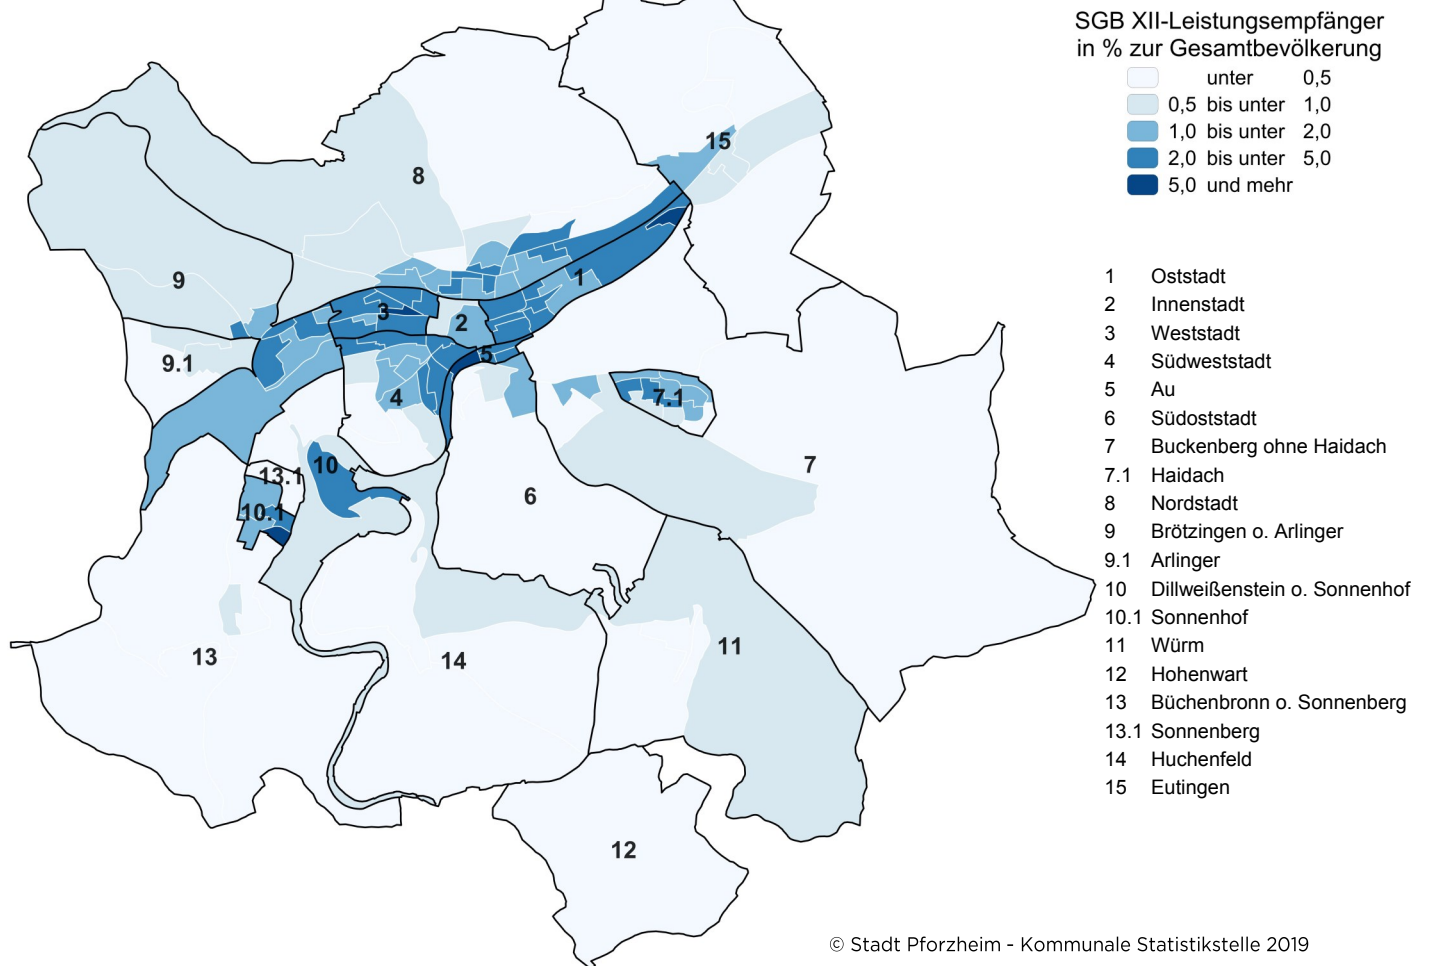 SGB XII-Leistungsempfänger
in % zur Gesamtbevölkerung
unter 0,5
0,5 bis unter 1,0
1,0 bis unter 2,0
2,0 bis unter 5,0
5,0 und mehr
15
8
9
1
3
2
9.1
5
4
7.1
10
7
13.1
6
10.1
11
13
14
12
1 Oststadt
2 Innenstadt
3 Weststadt
4 Südweststadt
5 Au
6 Südoststadt
7 Buckenberg ohne Haidach
7.1 Haidach
8 Nordstadt
9 Brötzingen o. Arlinger
9.1 Arlinger
10 Dillweißenstein o. Sonnenhof
10.1 Sonnenhof
11 Würm
12 Hohenwart
13 Büchenbronn o. Sonnenberg
13.1 Sonnenberg
14 Huchenfeld
15 Eutingen
© Stadt Pforzheim - Kommunale Statistikstelle 2019